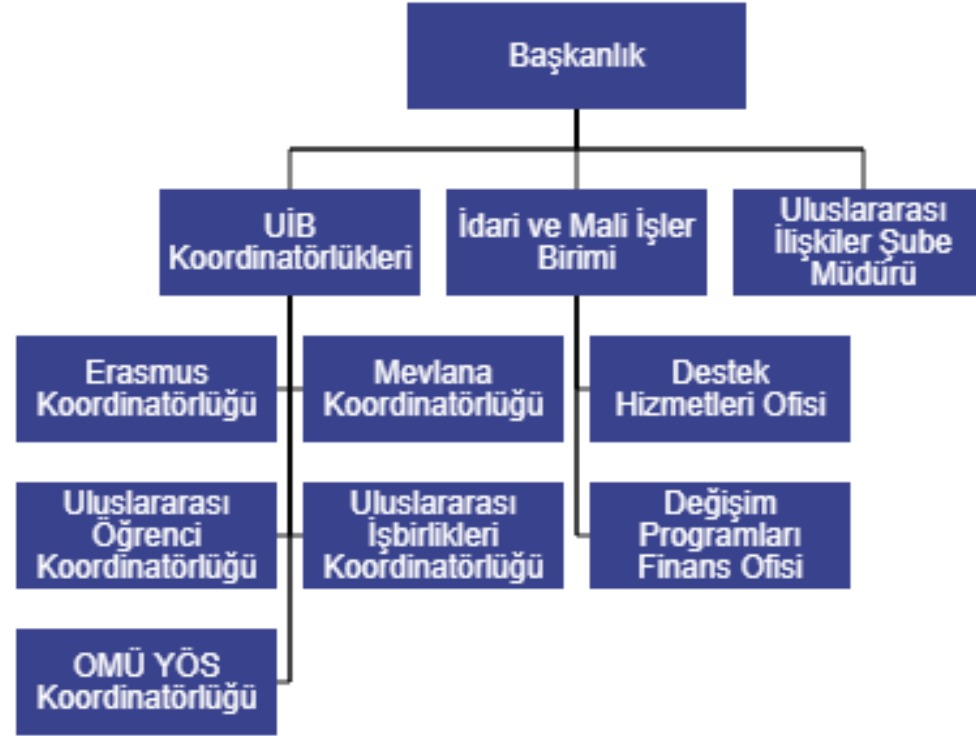 Başkanlık
UİB
Koordinatörlükleri
İdari ve Mali İşler
Birimi
Uluslararası
İlişkiler Şube
Müdürü
Erasmus
Koordinatörlüğü
Mevlana
Koordinatörlüğü
Destek
Hizmetleri Ofisi
Uluslararası
Öğrenci
Koordinatörlüğü
Uluslararası
İşbirlikleri
Koordinatörlüğü
Değişim
Programları
Finans Ofisi
OMÜ YÖS
Koordinatörlüğü